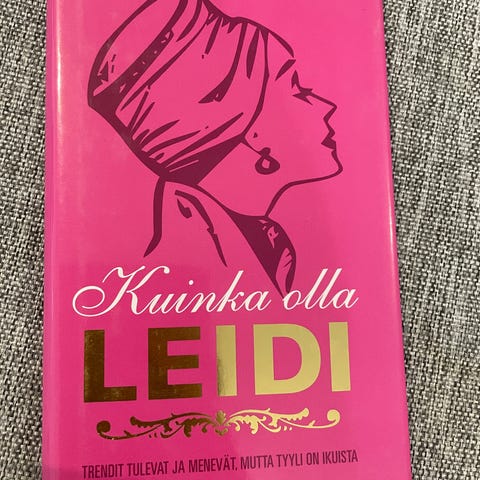 Kuinka olla
LEIDI
TRENDIT TULEVAT JA MENEVÄT, MUTTA TYYLI ON IKUISTA